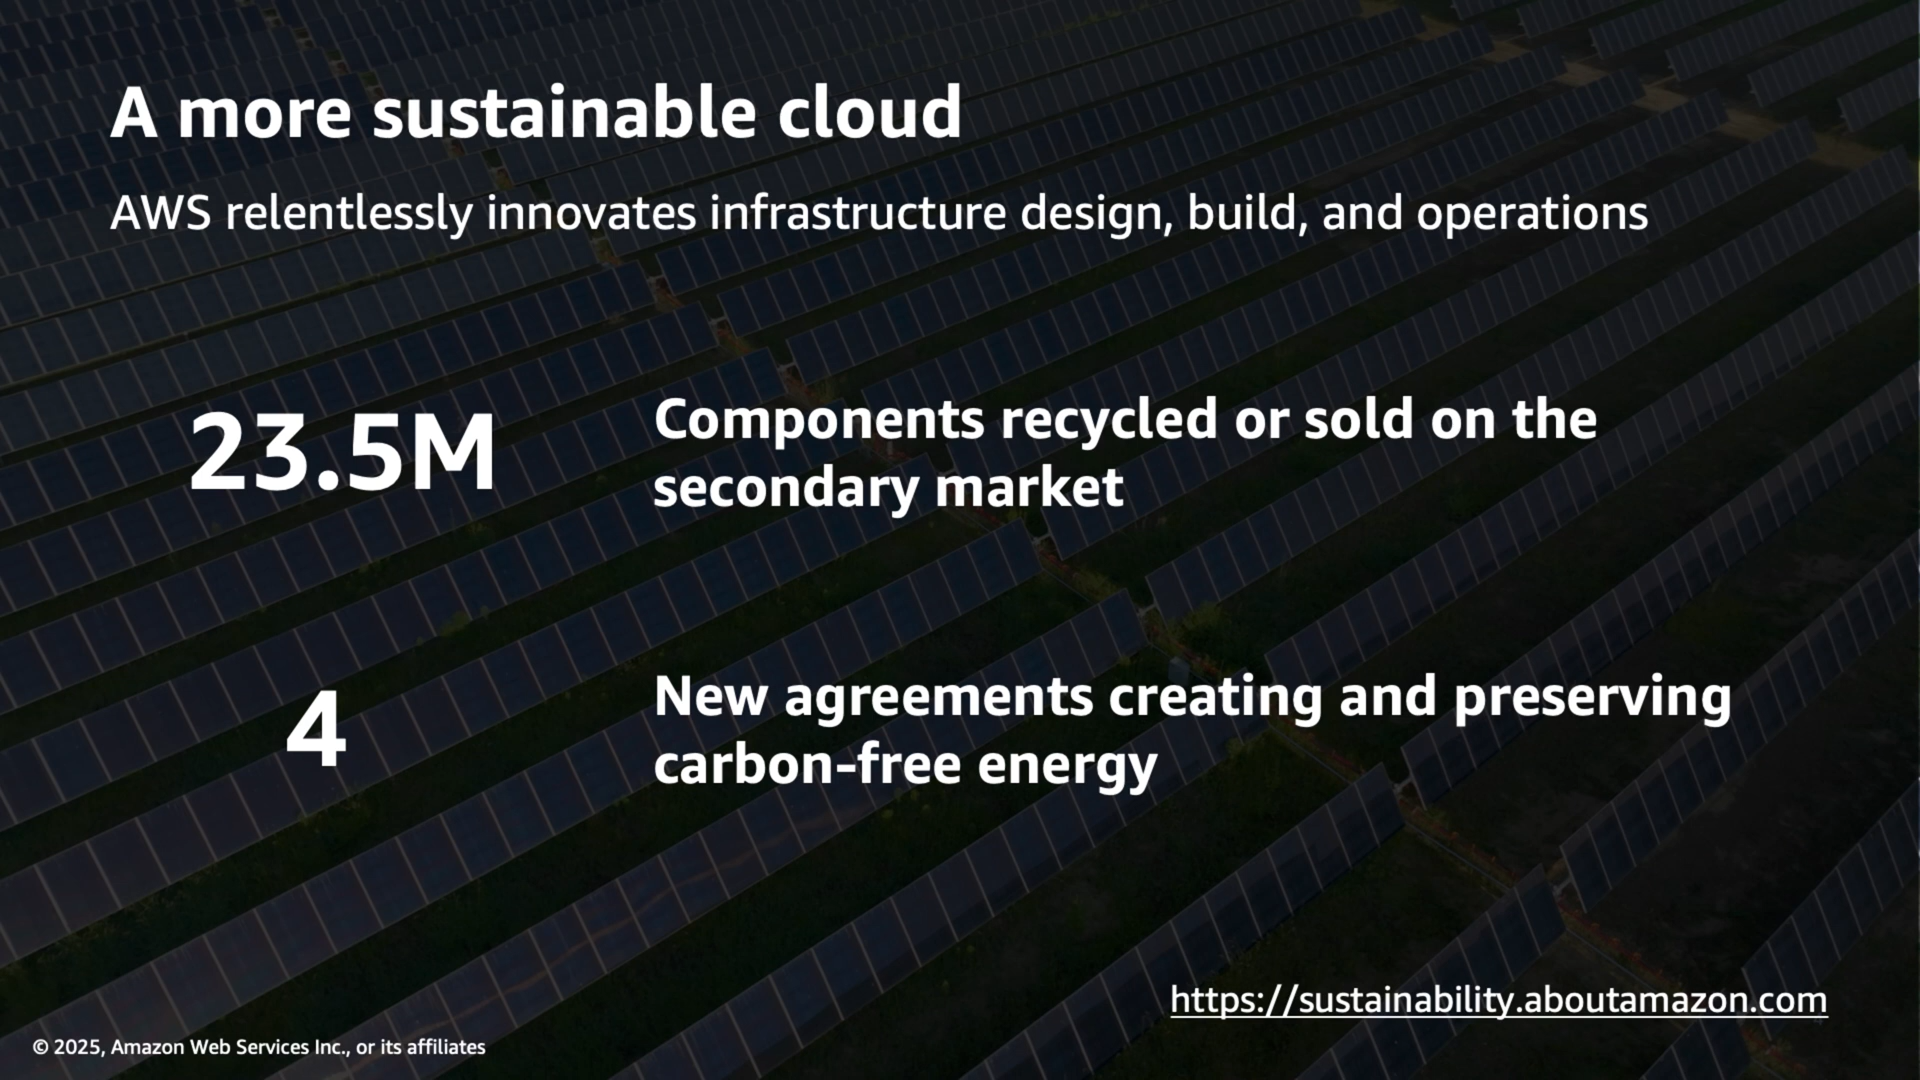 A more sustainable cloud
AWS relentlessly innovates infrastructure design, build, and operations
23.5M
Components recycled or sold on the
secondary market
4
New agreements creating and preserving
carbon-free energy
https://sustainability.aboutamazon.com
© 2025, Amazon Web Services Inc., or its affiliates